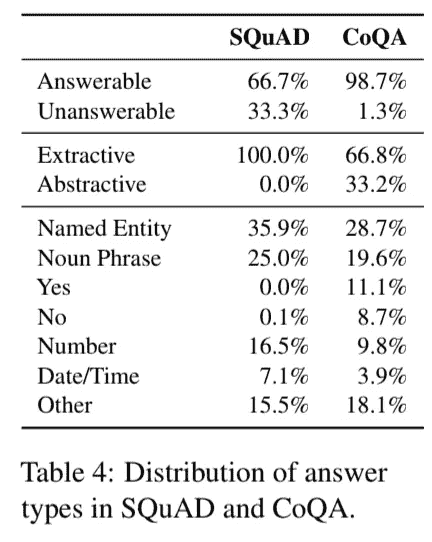 SQuAD CoQA
Answerable 66.7% 98.7%
Unanswerable 33.3% 1.3%
Extractive 100.0% 66.8%
Abstractive 0.0% 33.2%
Named Entity 35.9% 28.7%
Noun Phrase 25.0% 19.6%
Yes 0.0% 11.1%
No 0.1% 8.7%
Number 16.5% 9.8%
Date/Time 7.1% 3.9%
Other 15.5% 18.1%
Table 4: Distribution of answer
types in SQuAD and CoQA.